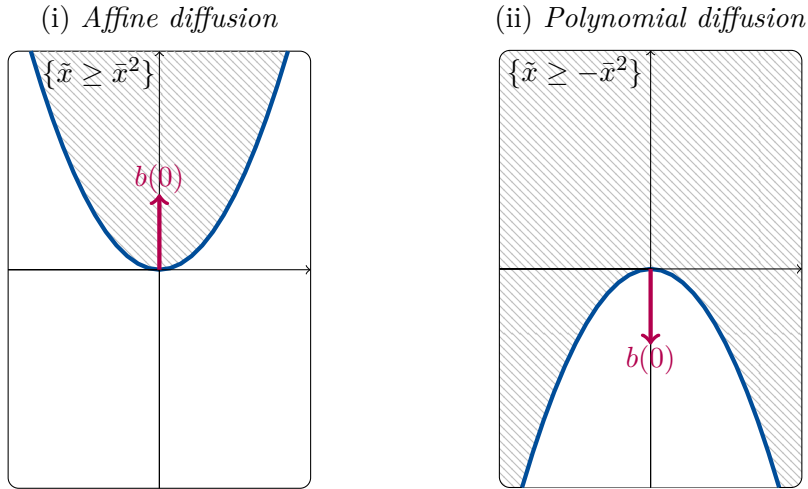 (i) Affine diffusion
{x̃ ≥ x̄²}
b(0)
(ii) Polynomial diffusion
{x̃ ≥ −x̄²}
b(0)